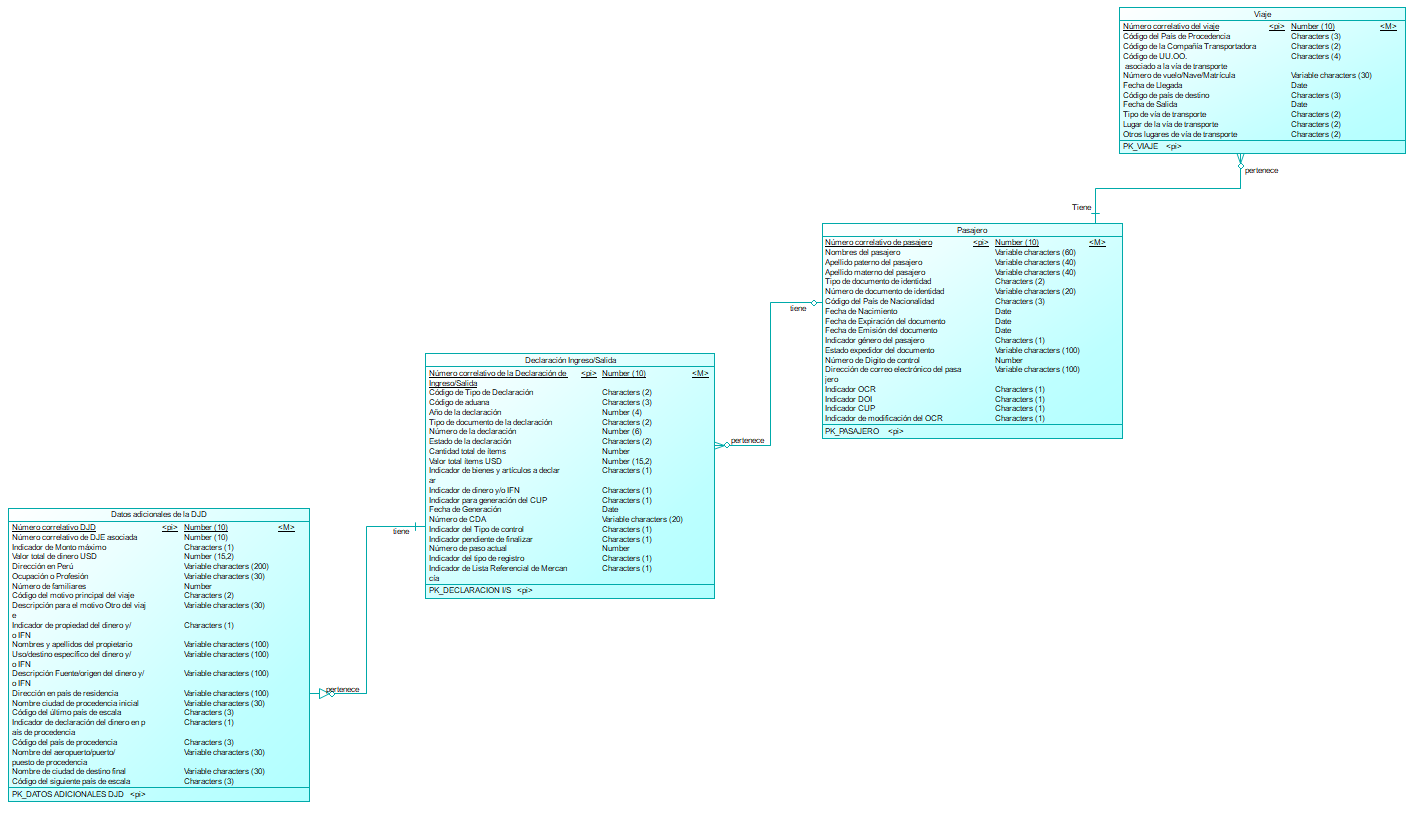 Viaje
Número correlativo del viaje <pi> Number (10) <M>
Código del País de Procedencia Characters (3)
Código de la Compañía Transportadora Characters (2)
Código de UU.OO. Characters (4)
asociado a la vía de transporte
Número de vuelo/Nave/Matrícula Variable characters (30)
Fecha de Llegada Date
Código de país de destino Characters (3)
Fecha de Salida Date
Tipo de vía de transporte Characters (2)
Lugar de la vía de transporte Characters (2)
Otros lugares de vía de transporte Characters (2)
PK_VIAJE <pi>
pertenece
Tiene
Pasajero
Número correlativo de pasajero <pi> Number (10) <M>
Nombres del pasajero Variable characters (60)
Apellido paterno del pasajero Variable characters (40)
Apellido materno del pasajero Variable characters (40)
Tipo de documento de identidad Characters (2)
Número de documento de identidad Variable characters (20)
Código del País de Nacionalidad Characters (3)
Fecha de Nacimiento Date
Fecha de Expiración del documento Date
Fecha de Emisión del documento Date
Indicador género del pasajero Characters (1)
Estado expedidor del documento Variable characters (100)
Número de Digito de control Number
Dirección de correo electrónico del pasa Variable characters (100)
jero
Indicador OCR Characters (1)
Indicador DOI Characters (1)
Indicador CUP Characters (1)
Indicador de modificación del OCR Characters (1)
PK_PASAJERO <pi>
tiene
pertenece
Declaración Ingreso/Salida
Número correlativo de la Declaración de <pi> Number (10) <M>
Ingreso/Salida
Código de Tipo de Declaración Characters (2)
Código de aduana Characters (3)
Año de la declaración Number (4)
Tipo de documento de la declaración Characters (2)
Número de la declaración Number (6)
Estado de la declaración Characters (2)
Cantidad total de ítems Number
Valor total ítems USD Number (15,2)
Indicador de bienes y artículos a declar Characters (1)
ar
Indicador de dinero y/o IFN Characters (1)
Indicador para generación del CUP Characters (1)
Fecha de Generación Date
Número de CDA Variable characters (20)
Indicador del Tipo de control Characters (1)
Indicador pendiente de finalizar Characters (1)
Número de paso actual Number
Indicador del tipo de registro Characters (1)
Indicador de Lista Referencial de Mercan Characters (1)
cía
PK_DECLARACION I/S <pi>
tiene
pertenece
Datos adicionales de la DJD
Número correlativo DJD <pi> Number (10) <M>
Número correlativo de DJE asociada Number (10)
Indicador de Monto máximo Characters (1)
Valor total de dinero USD Number (15,2)
Dirección en Perú Variable characters (200)
Ocupación o Profesión Variable characters (30)
Número de familiares Number
Código del motivo principal del viaje Characters (2)
Descripción para el motivo Otro del viaj Variable characters (30)
e
Indicador de propiedad del dinero y/ Characters (1)
o IFN
Nombres y apellidos del propietario Variable characters (100)
Uso/destino específico del dinero y/ Variable characters (100)
o IFN
Descripción Fuente/origen del dinero y/ Variable characters (100)
o IFN
Dirección en país de residencia Variable characters (100)
Nombre ciudad de procedencia inicial Variable characters (30)
Código del último país de escala Characters (3)
Indicador de declaración del dinero en p Characters (1)
aís de procedencia
Código del país de procedencia Characters (3)
Nombre del aeropuerto/puerto/ Variable characters (30)
puesto de procedencia
Nombre de ciudad de destino final Variable characters (30)
Código del siguiente país de escala Characters (3)
PK_DATOS ADICIONALES DJD <pi>